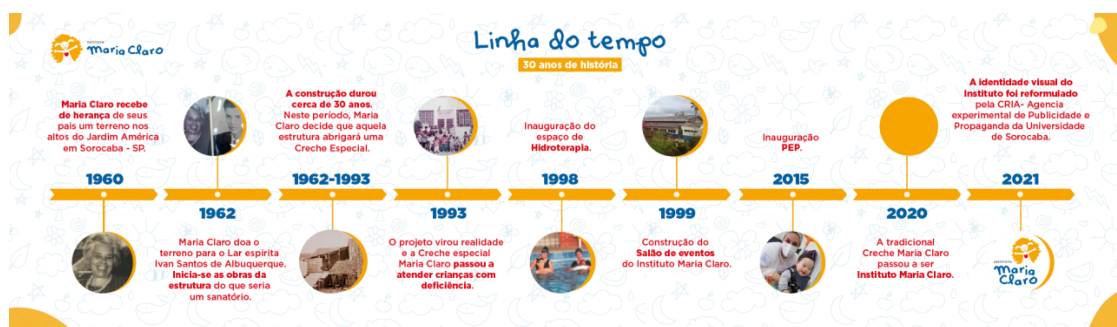 INSTITUTO
Maria Claro
Linha do tempo
30 anos de história
Maria Claro recebe
de herança de seus
pais um terreno nos
altos do Jardim América
em Sorocaba - SP.
1960
1962
Maria Claro doa o
terreno para o Lar espírita
Ivan Santos de Albuquerque.
Inicia-se as obras da
estrutura do que seria
um sanatório.
A construção durou
cerca de 30 anos.
Neste período, Maria
Claro decide que aquela
estrutura abrigará uma
Creche Especial.
1962-1993
1993
O projeto virou realidade
e a Creche especial
Maria Claro passou a
atender crianças com
deficiência.
Inauguração do
espaço de
Hidroterapia.
1998
1999
Construção do
Salão de eventos
do Instituto Maria Claro.
Inauguração
PEP.
2015
2020
A tradicional
Creche Maria Claro
passou a ser
Instituto Maria Claro.
A identidade visual do
Instituto foi reformulado
pela CRIA- Agencia
experimental de Publicidade e
Propaganda da Universidade
de Sorocaba.
2021
INSTITUTO
Maria
Claro